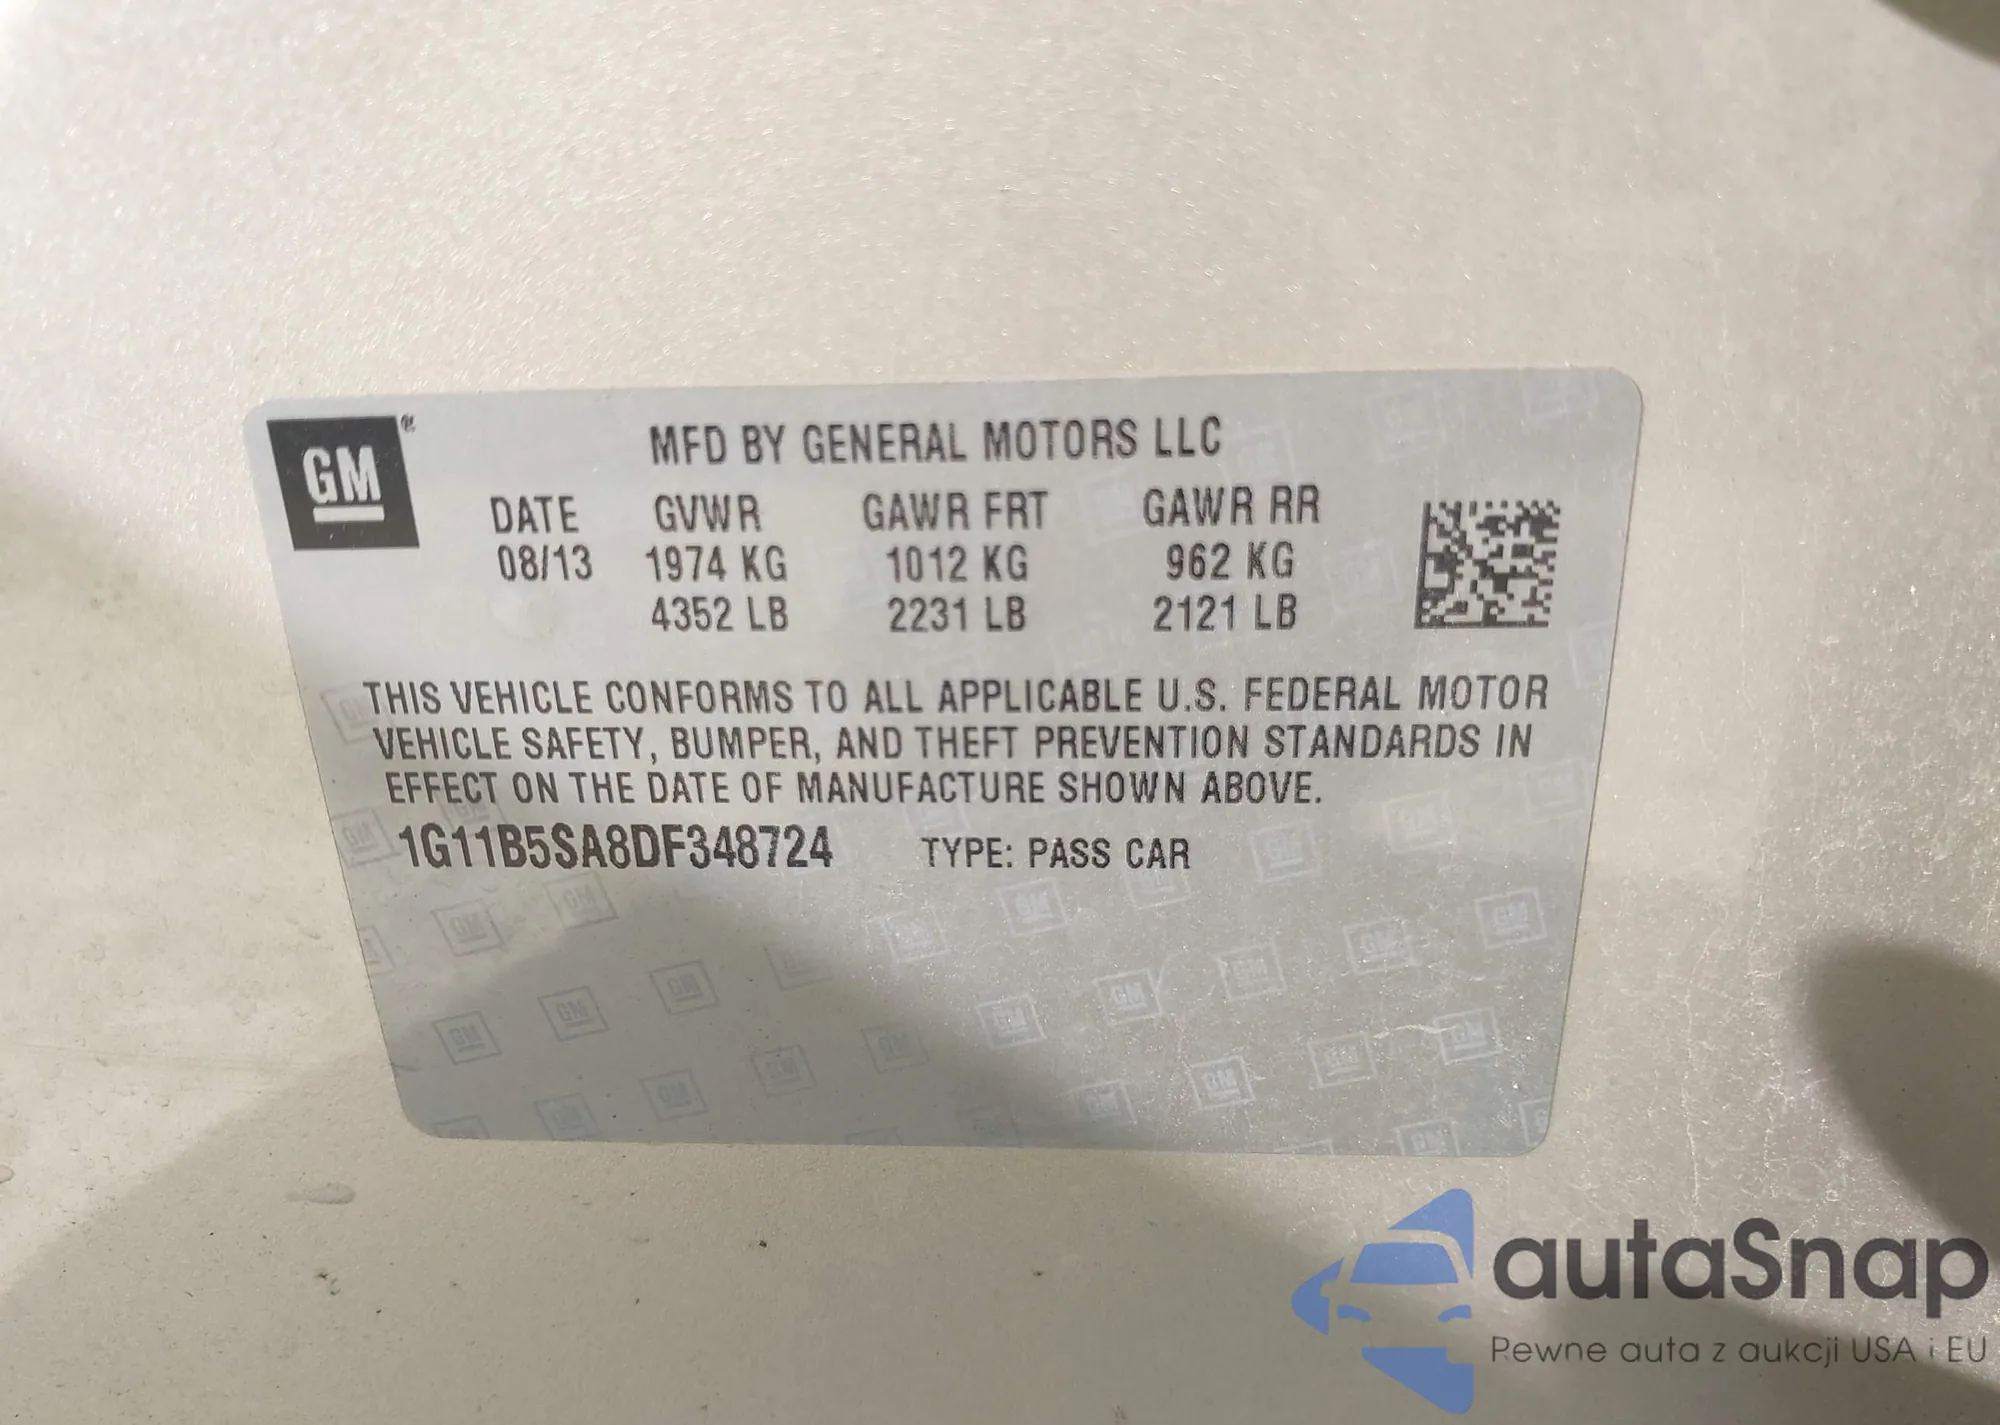 GM®
MFD BY GENERAL MOTORS LLC
DATE GVWR GAWR FRT GAWR RR
08/13 1974 KG 1012 KG 962 KG
4352 LB 2231 LB 2121 LB
THIS VEHICLE CONFORMS TO ALL APPLICABLE U.S. FEDERAL MOTOR
VEHICLE SAFETY, BUMPER, AND THEFT PREVENTION STANDARDS IN
EFFECT ON THE DATE OF MANUFACTURE SHOWN ABOVE.
1G11B5SA8DF348724 TYPE: PASS CAR
autaSnap
Pewne auta z aukcji USA i EU